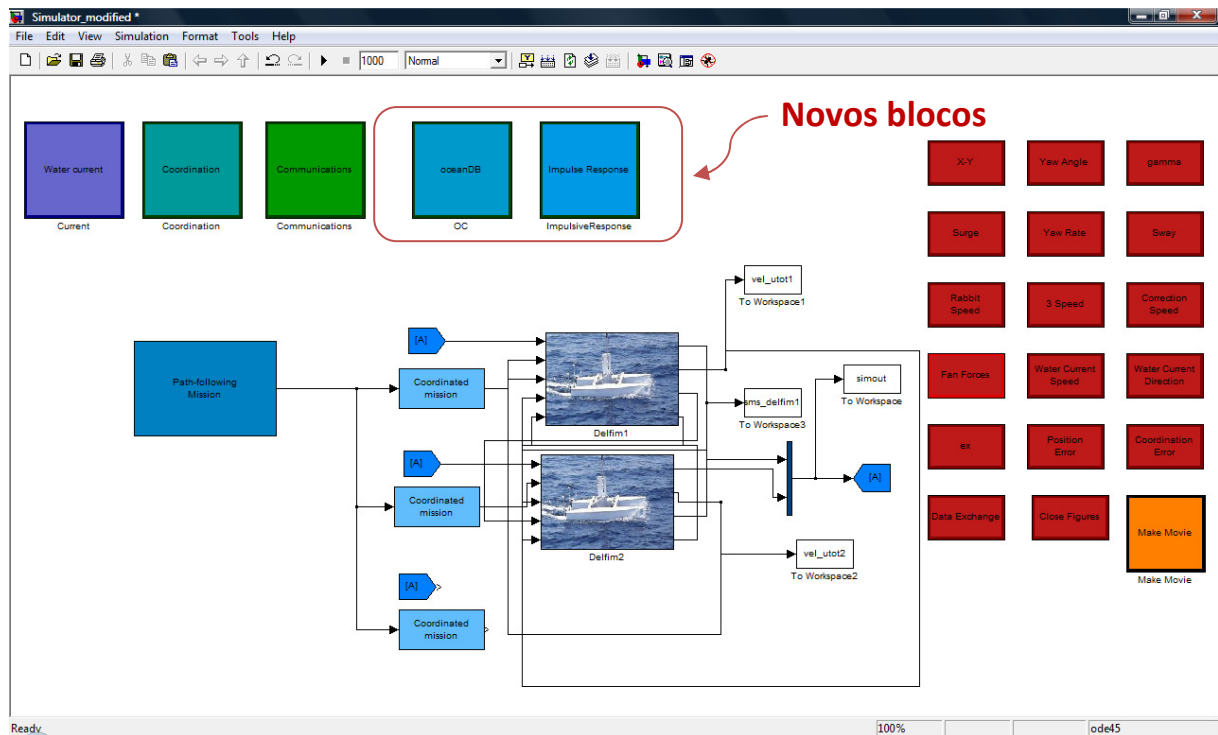 Simulator_modified *
File Edit View Simulation Format Tools Help
1000 Normal
Novos blocos
Water current
Current
Coordination
Coordination
Communications
Communications
oceanDB
OC
Impulse Response
ImpulsiveResponse
X-Y
Yaw Angle
gamma
Surge
Yaw Rate
Sway
Rabbit
Speed
3 Speed
Correction
Speed
Fan Forces
Water Current
Speed
Water Current
Direction
ex
Position
Error
Coordination
Error
Data Exchange
Close Figures
Make Movie
Make Movie
Path-following
Mission
[A]
Coordinated
mission
[A]
Coordinated
mission
[A]
Coordinated
mission
Delfim1
Delfim2
vel_utot1
To Workspace1
simout
To Workspace
sms_delfim1
To Workspace3
[A]
vel_utot2
To Workspace2
Ready
100%
ode45